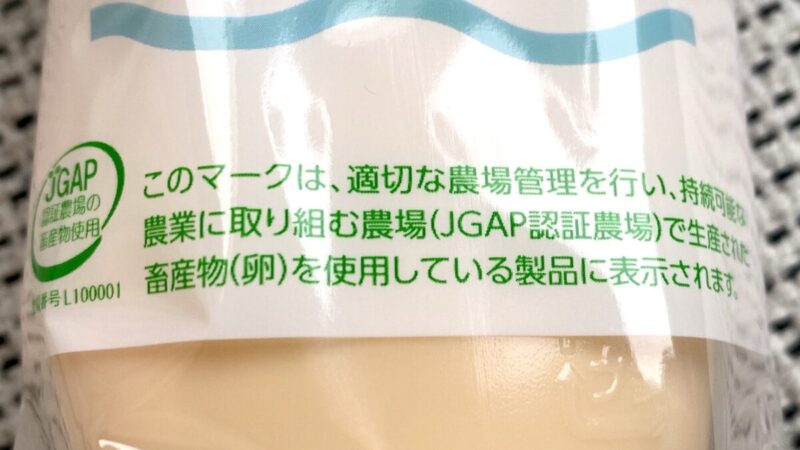 JGAP
認証農場の
畜産物使用
番号 L100001
このマークは、適切な農場管理を行い、持続可能な
農業に取り組む農場(JGAP認証農場)で生産された
畜産物(卵)を使用している製品に表示されます。